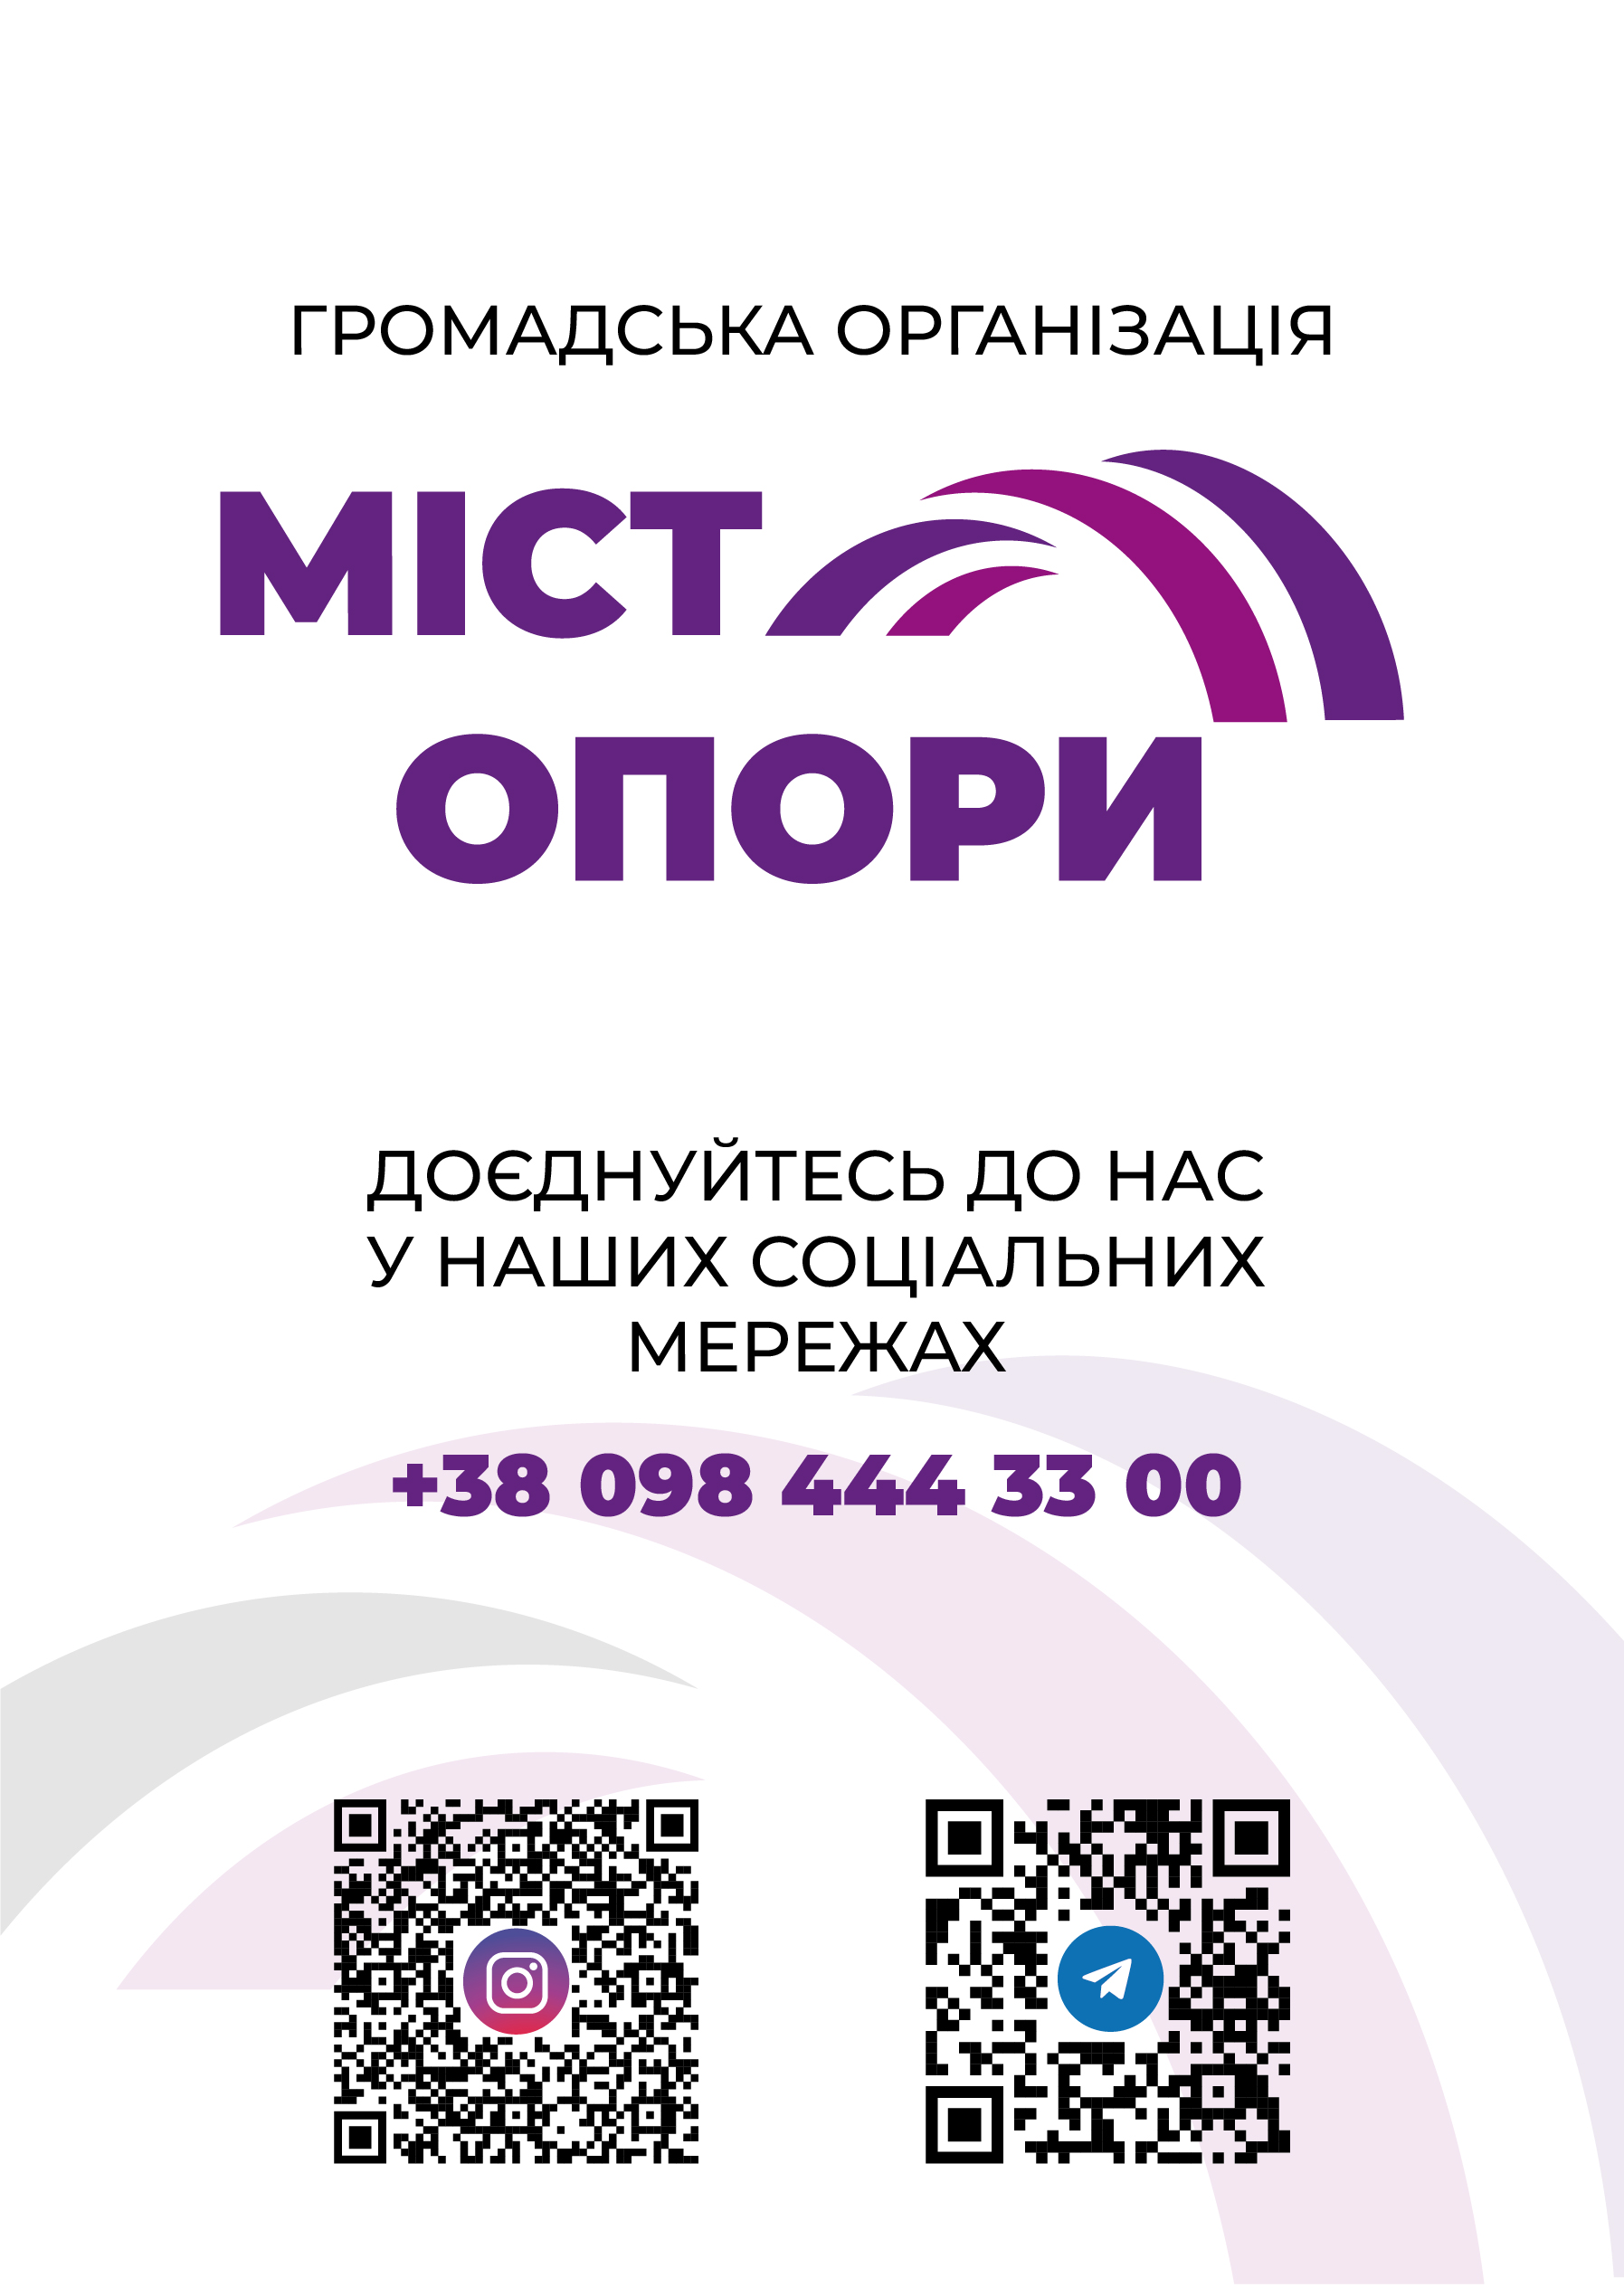 ГРОМАДСЬКА ОРГАНІЗАЦІЯ
МІСТ
ОПОРИ
ДОЄДНУЙТЕСЬ ДО НАС
У НАШИХ СОЦІАЛЬНИХ
МЕРЕЖАХ
+38 098 444 33 00